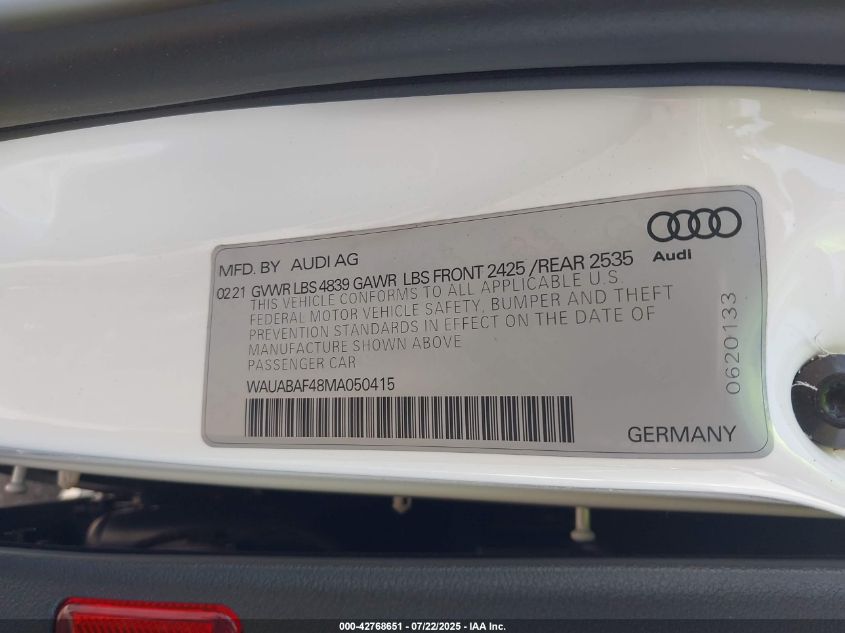 Audi
MFD. BY AUDI AG
02 21 GVWR LBS 4839 GAWR LBS FRONT 2425 /REAR 2535
THIS VEHICLE CONFORMS TO ALL APPLICABLE U.S.
FEDERAL MOTOR VEHICLE SAFETY, BUMPER AND THEFT
PREVENTION STANDARDS IN EFFECT ON THE DATE OF
MANUFACTURE SHOWN ABOVE
PASSENGER CAR
WAUABAF48MA050415
GERMANY
0620133
000-42768651 - 07/22/2025 - IAA Inc.